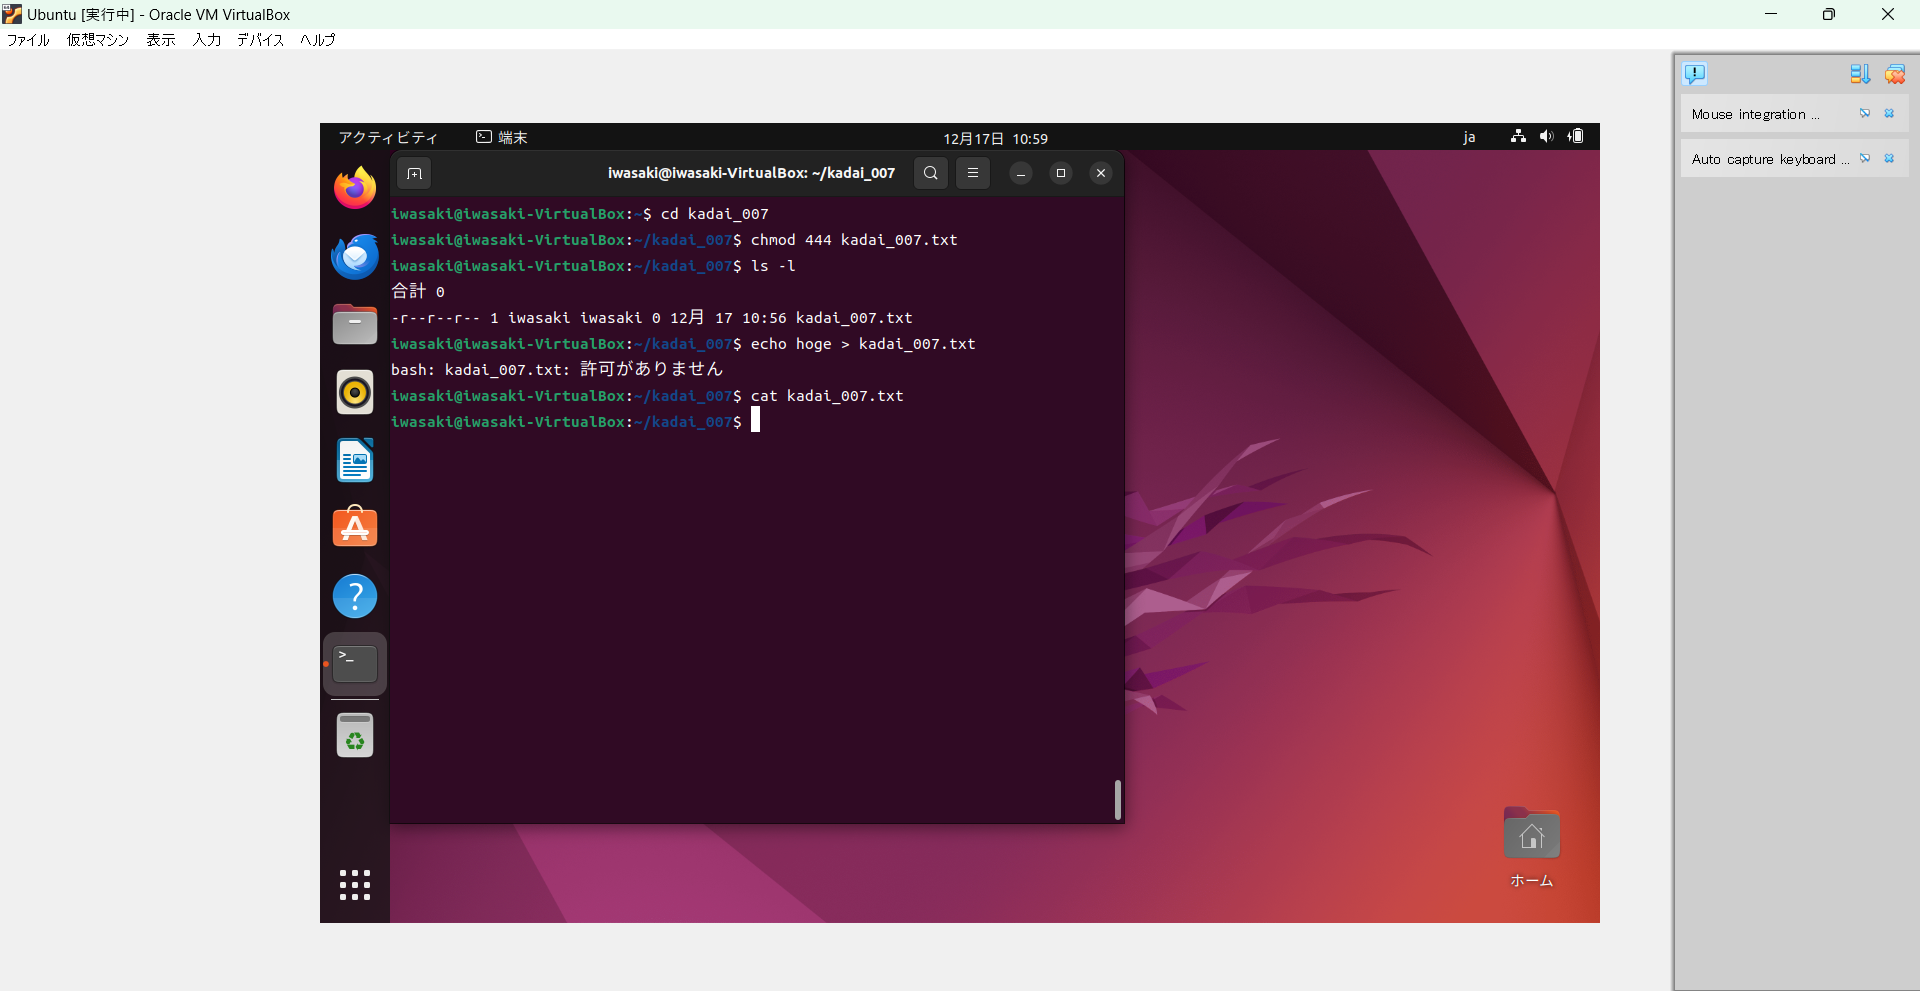 Ubuntu [実行中] - Oracle VM VirtualBox
ファイル 仮想マシン 表示 入力 デバイス ヘルプ
Mouse integration ...
Auto capture keyboard ...
アクティビティ 端末 12月17日 10:59 ja
iwasaki@iwasaki-VirtualBox: ~/kadai_007
iwasaki@iwasaki-VirtualBox:~$ cd kadai_007
iwasaki@iwasaki-VirtualBox:~/kadai_007$ chmod 444 kadai_007.txt
iwasaki@iwasaki-VirtualBox:~/kadai_007$ ls -l
合計 0
-r--r--r-- 1 iwasaki iwasaki 0 12月 17 10:56 kadai_007.txt
iwasaki@iwasaki-VirtualBox:~/kadai_007$ echo hoge > kadai_007.txt
bash: kadai_007.txt: 許可がありません
iwasaki@iwasaki-VirtualBox:~/kadai_007$ cat kadai_007.txt
iwasaki@iwasaki-VirtualBox:~/kadai_007$
ホーム